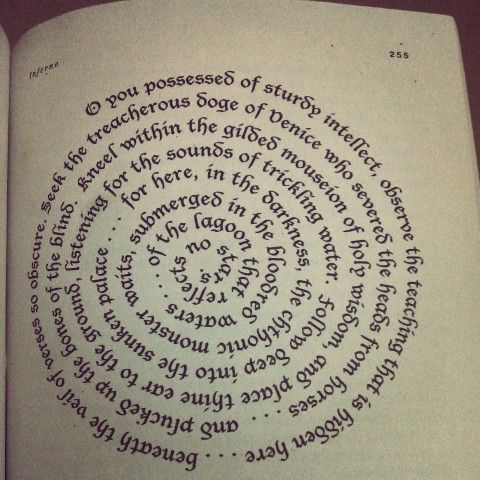 Inferno
255
O you possessed of sturdy intellect, observe the teaching that is hidden here . . . beneath the veil of verses so obscure. Seek the treacherous doge of Venice who severed the heads from horses . . . and plucked up the bones of the blind. Kneel within the gilded mouseion of holy wisdom, and place thine ear to the ground, listening for the sounds of trickling water. Follow deep into the sunken palace . . . for here, in the darkness, the chthonic monster waits, submerged in the bloodred waters . . . of the lagoon that reflects no stars.